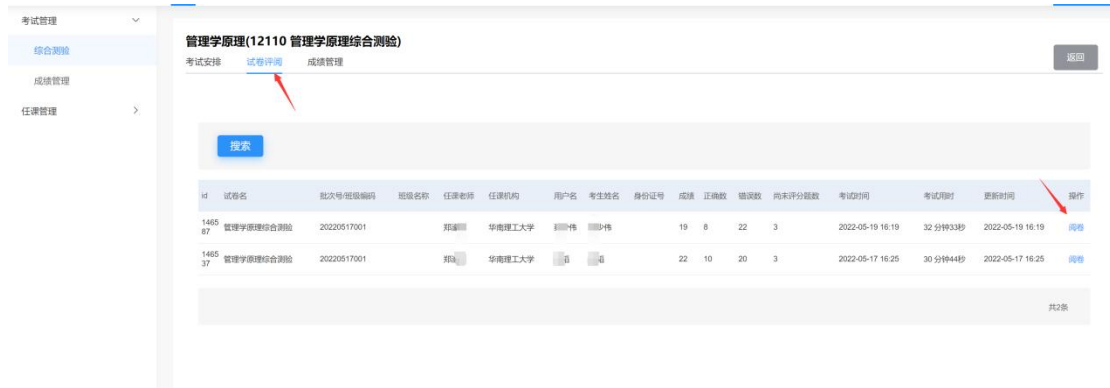 考试管理
综合测验
成绩管理
任课管理
管理学原理(12110 管理学原理综合测验)
考试安排 试卷评阅 成绩管理
返回
搜索
id 试卷名 批次号/班级编码 班级名称 任课老师 任课机构 用户名 考生姓名 身份证号 成绩 正确数 错误数 尚未评分题数 考试时间 考试用时 更新时间 操作
146587 管理学原理综合测验 20220517001 郑 华南理工大学 伟 伟 19 8 22 3 2022-05-19 16:19 32 分钟33秒 2022-05-19 16:19 阅卷
146537 管理学原理综合测验 20220517001 郑 华南理工大学 22 10 20 3 2022-05-17 16:25 30 分钟44秒 2022-05-17 16:25 阅卷
共2条